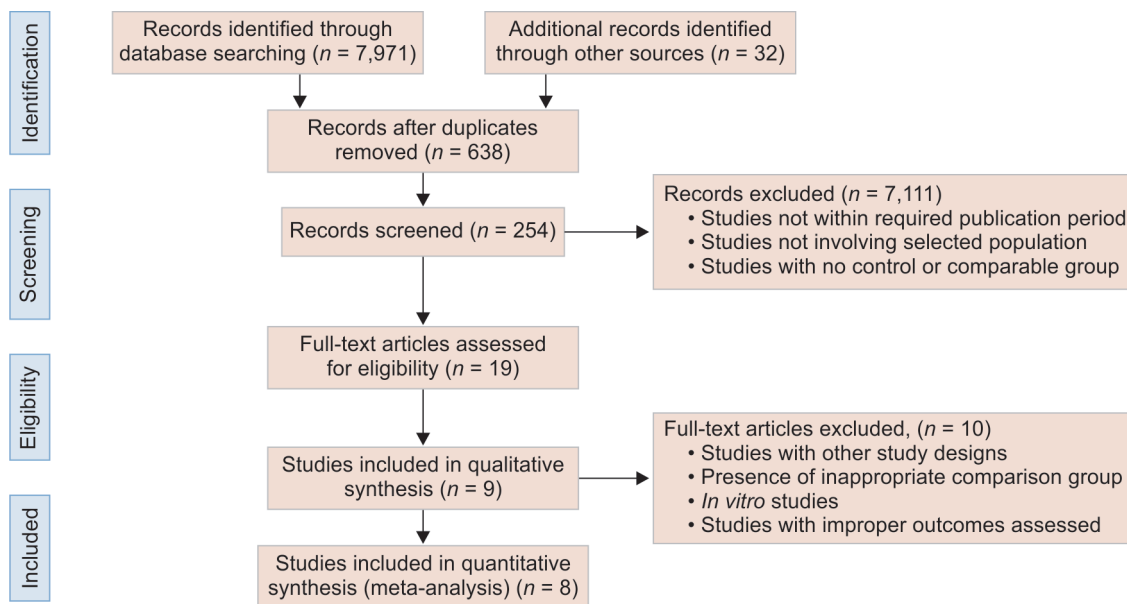 Identification
Records identified through
database searching (n = 7,971)
Additional records identified
through other sources (n = 32)
Records after duplicates
removed (n = 638)
Screening
Records screened (n = 254)
Records excluded (n = 7,111)
• Studies not within required publication period
• Studies not involving selected population
• Studies with no control or comparable group
Eligibility
Full-text articles assessed
for eligibility (n = 19)
Studies included in qualitative
synthesis (n = 9)
Full-text articles excluded, (n = 10)
• Studies with other study designs
• Presence of inappropriate comparison group
• In vitro studies
• Studies with improper outcomes assessed
Included
Studies included in quantitative
synthesis (meta-analysis) (n = 8)